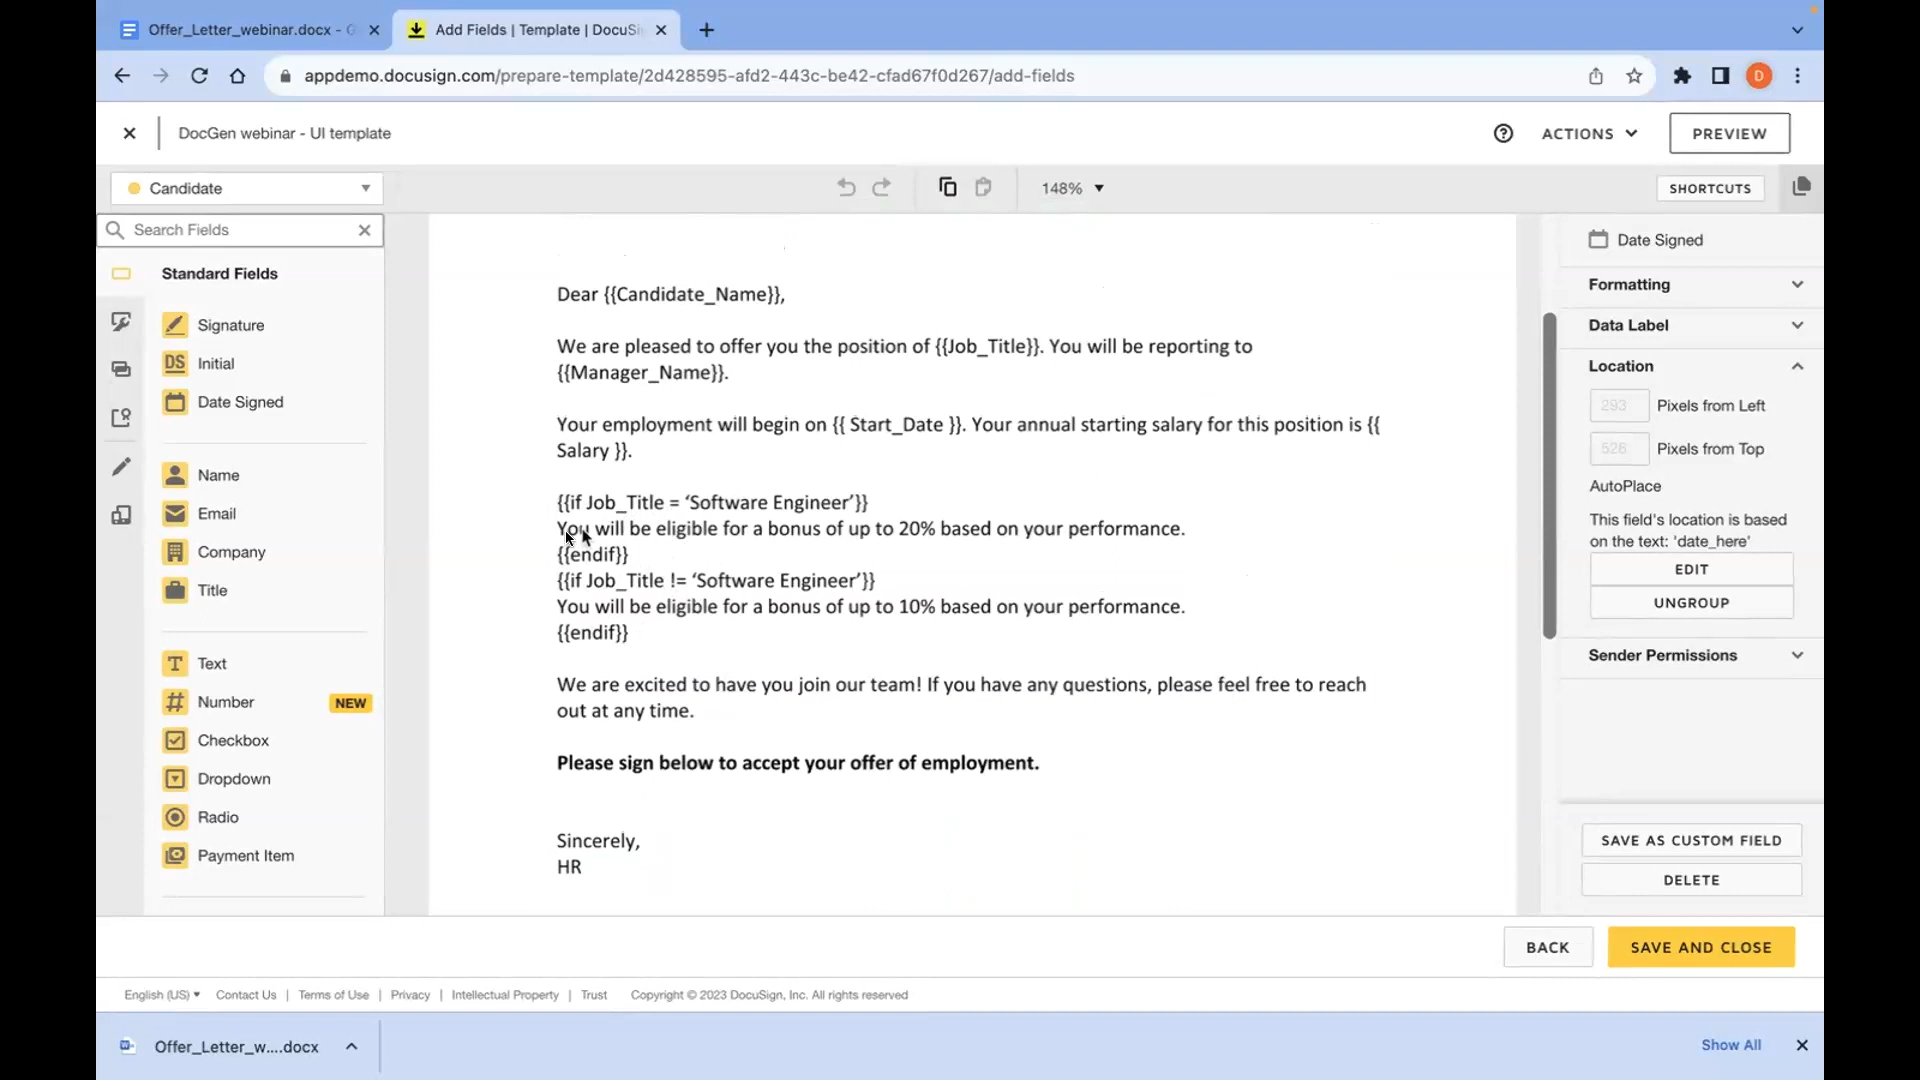 Offer_Letter_webinar.docx - G
Add Fields | Template | DocuSi
appdemo.docusign.com/prepare-template/2d428595-afd2-443c-be42-cfad67f0d267/add-fields
D
DocGen webinar - UI template
ACTIONS
PREVIEW
Candidate
148%
SHORTCUTS
Search Fields
Standard Fields
Signature
DS Initial
Date Signed
Name
Email
Company
Title
Text
Number NEW
Checkbox
Dropdown
Radio
Payment Item
Dear {{Candidate_Name}},
We are pleased to offer you the position of {{Job_Title}}. You will be reporting to
{{Manager_Name}}.
Your employment will begin on {{ Start_Date }}. Your annual starting salary for this position is {{
Salary }}.
{{if Job_Title = ‘Software Engineer’}}
You will be eligible for a bonus of up to 20% based on your performance.
{{endif}}
{{if Job_Title != ‘Software Engineer’}}
You will be eligible for a bonus of up to 10% based on your performance.
{{endif}}
We are excited to have you join our team! If you have any questions, please feel free to reach
out at any time.
Please sign below to accept your offer of employment.
Sincerely,
HR
Date Signed
Formatting
Data Label
Location
293 Pixels from Left
526 Pixels from Top
AutoPlace
This field's location is based
on the text: 'date_here'
EDIT
UNGROUP
Sender Permissions
SAVE AS CUSTOM FIELD
DELETE
BACK
SAVE AND CLOSE
English (US) Contact Us | Terms of Use | Privacy | Intellectual Property | Trust Copyright © 2023 DocuSign, Inc. All rights reserved
Offer_Letter_w....docx
Show All